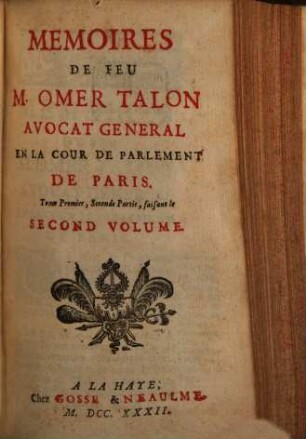 MEMOIRES
DE FEU
M. OMER TALON
AVOCAT GENERAL
EN LA COUR DE PARLEMENT
DE PARIS.
Tome Premier, Seconde Partie, faisant le
SECOND VOLUME.
A LA HAYE,
Chez GOSSE & NEAULME.
M. DCC. XXXII.